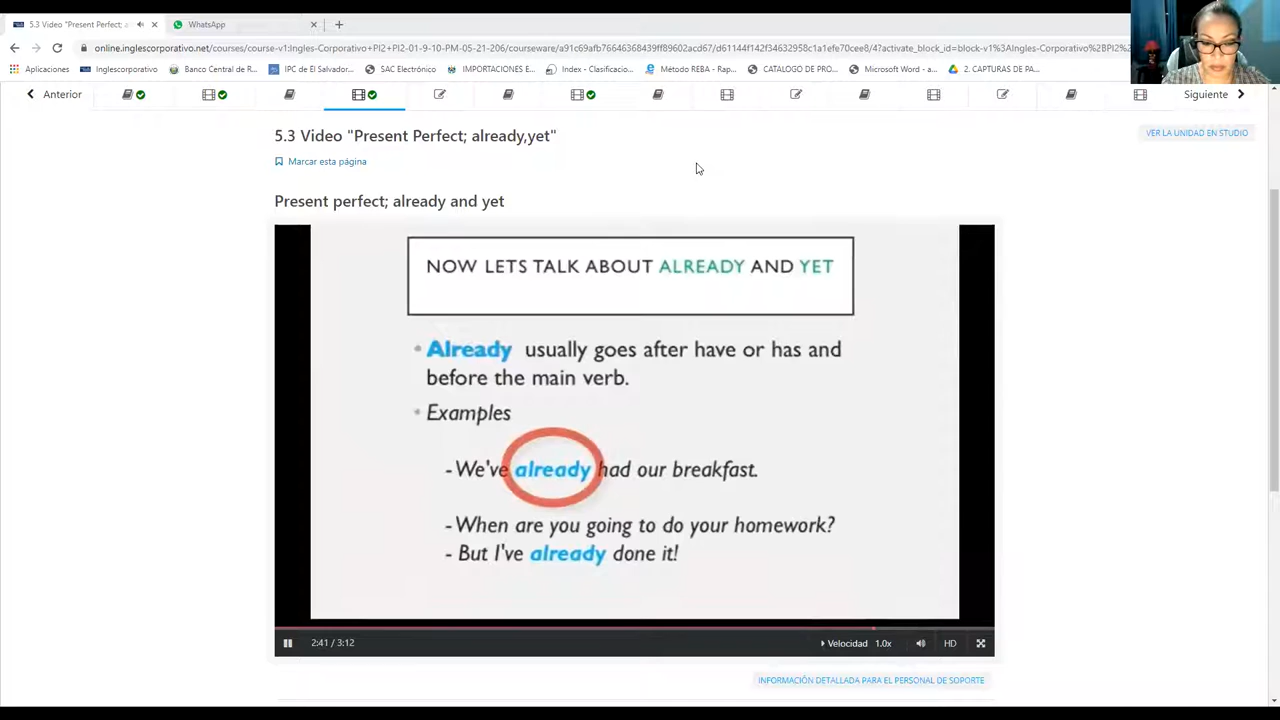 5.3 Video "Present Perfect; a
WhatsApp
online.inglescorporativo.net/courses/course-v1:Ingles-Corporativo+PI2+PI2-01-9-10-PM-05-21-206/courseware/a91c69afb76646368439ff89602acd67/d61144f142f34632958c1a1efe70cee8/4?activate_block_id=block-v1%3AIngles-Corporativo%2BPI2%
Aplicaciones
Inglescorporativo
Banco Central de R...
IPC de El Salvador...
SAC Electrónico
IMPORTACIONES E...
Index - Clasificacio...
Método REBA - Rap...
CATALOGO DE PRO...
Microsoft Word - a...
2. CAPTURAS DE PA...
Anterior
Siguiente
5.3 Video "Present Perfect; already,yet"
VER LA UNIDAD EN STUDIO
Marcar esta página
Present perfect; already and yet
NOW LETS TALK ABOUT ALREADY AND YET
• Already usually goes after have or has and
before the main verb.
• Examples
- We've already had our breakfast.
- When are you going to do your homework?
- But I've already done it!
2:41 / 3:12
Velocidad 1.0x
HD
INFORMACIÓN DETALLADA PARA EL PERSONAL DE SOPORTE